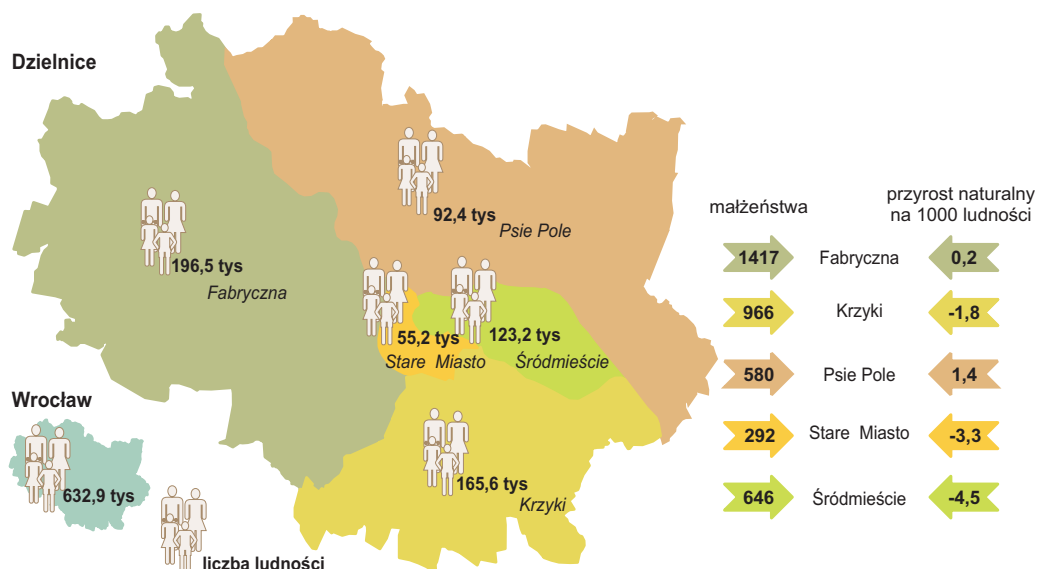 Dzielnice
92,4 tys
Psie Pole
196,5 tys
Fabryczna
55,2 tys
Stare Miasto
123,2 tys
Śródmieście
165,6 tys
Krzyki
Wrocław
632,9 tys
liczba ludności
małżeństwa
przyrost naturalny
na 1000 ludności
1417 Fabryczna 0,2
966 Krzyki -1,8
580 Psie Pole 1,4
292 Stare Miasto -3,3
646 Śródmieście -4,5